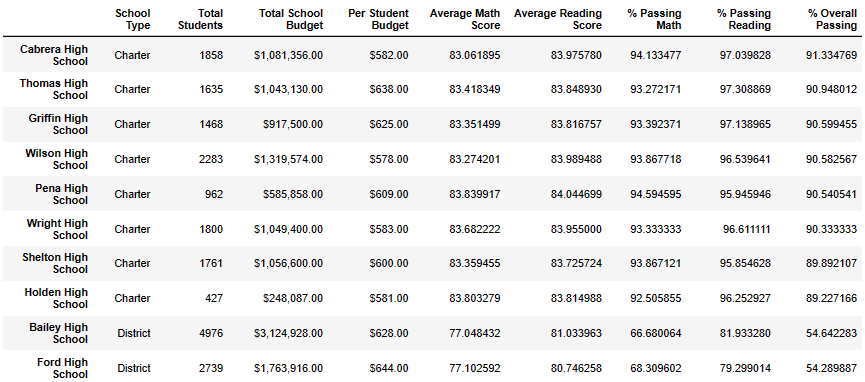 School Type Total Students Total School Budget Per Student Budget Average Math Score Average Reading Score % Passing Math % Passing Reading % Overall Passing
Cabrera High School Charter 1858 $1,081,356.00 $582.00 83.061895 83.975780 94.133477 97.039828 91.334769
Thomas High School Charter 1635 $1,043,130.00 $638.00 83.418349 83.848930 93.272171 97.308869 90.948012
Griffin High School Charter 1468 $917,500.00 $625.00 83.351499 83.816757 93.392371 97.138965 90.599455
Wilson High School Charter 2283 $1,319,574.00 $578.00 83.274201 83.989488 93.867718 96.539641 90.582567
Pena High School Charter 962 $585,858.00 $609.00 83.839917 84.044699 94.594595 95.945946 90.540541
Wright High School Charter 1800 $1,049,400.00 $583.00 83.682222 83.955000 93.333333 96.611111 90.333333
Shelton High School Charter 1761 $1,056,600.00 $600.00 83.359455 83.725724 93.867121 95.854628 89.892107
Holden High School Charter 427 $248,087.00 $581.00 83.803279 83.814988 92.505855 96.252927 89.227166
Bailey High School District 4976 $3,124,928.00 $628.00 77.048432 81.033963 66.680064 81.933280 54.642283
Ford High School District 2739 $1,763,916.00 $644.00 77.102592 80.746258 68.309602 79.299014 54.289887